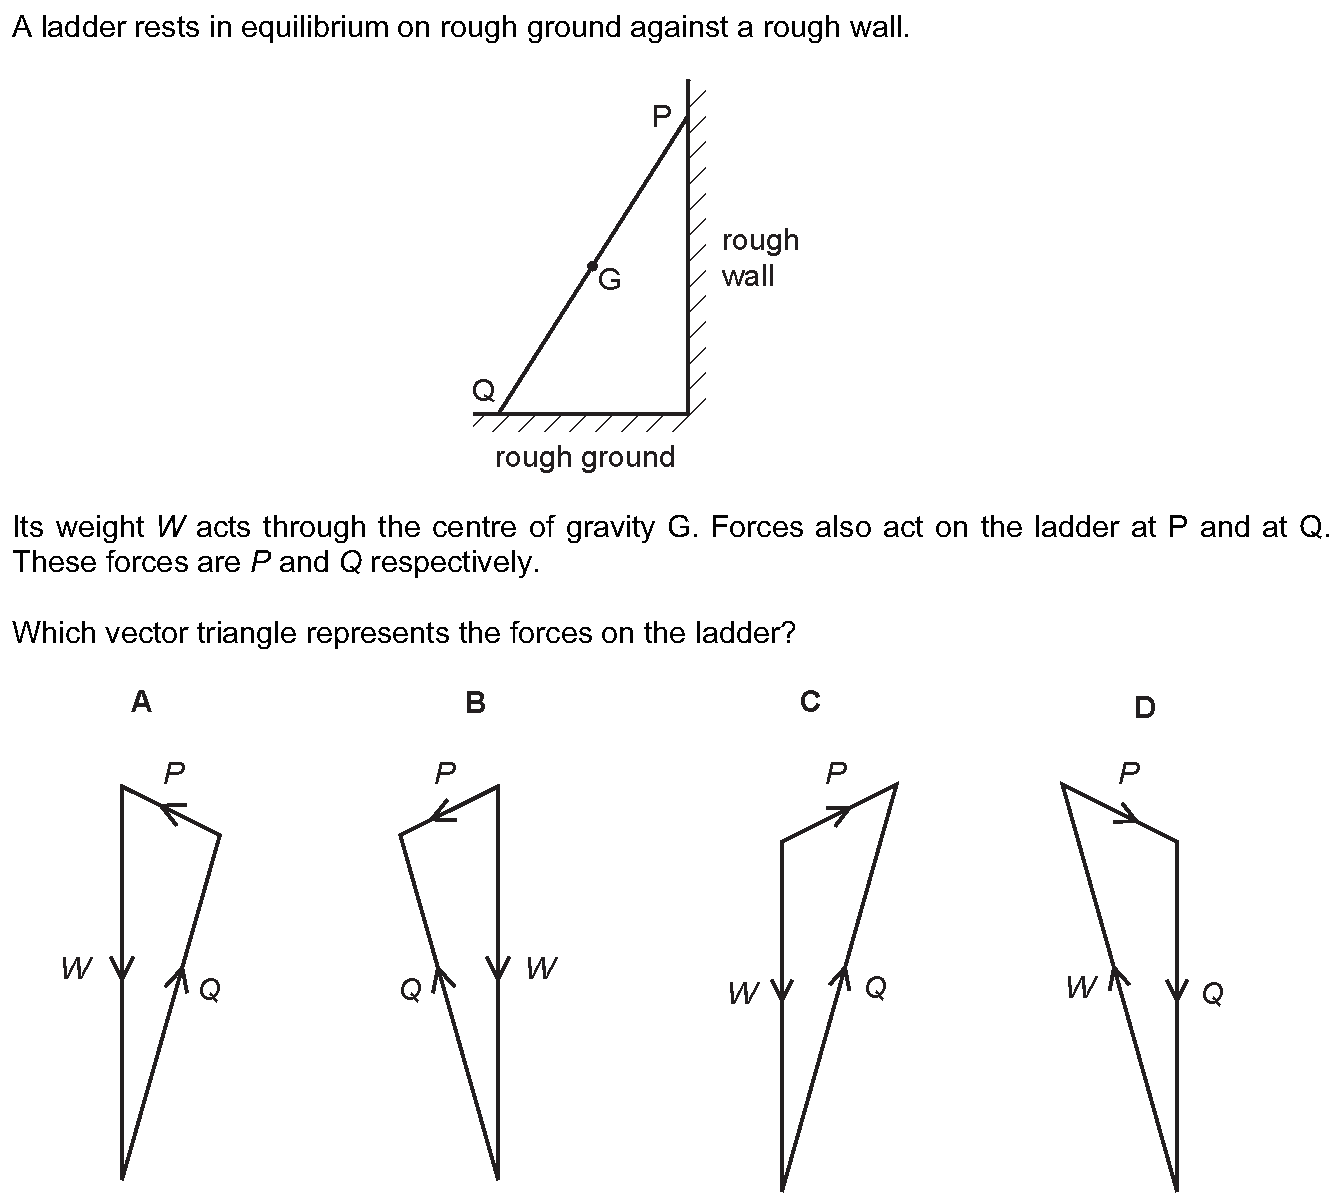 A ladder rests in equilibrium on rough ground against a rough wall.
P
rough
wall
G
Q
rough ground
Its weight W acts through the centre of gravity G. Forces also act on the ladder at P and at Q.
These forces are P and Q respectively.
Which vector triangle represents the forces on the ladder?
A B C D
P P P P
W Q Q W W Q W Q